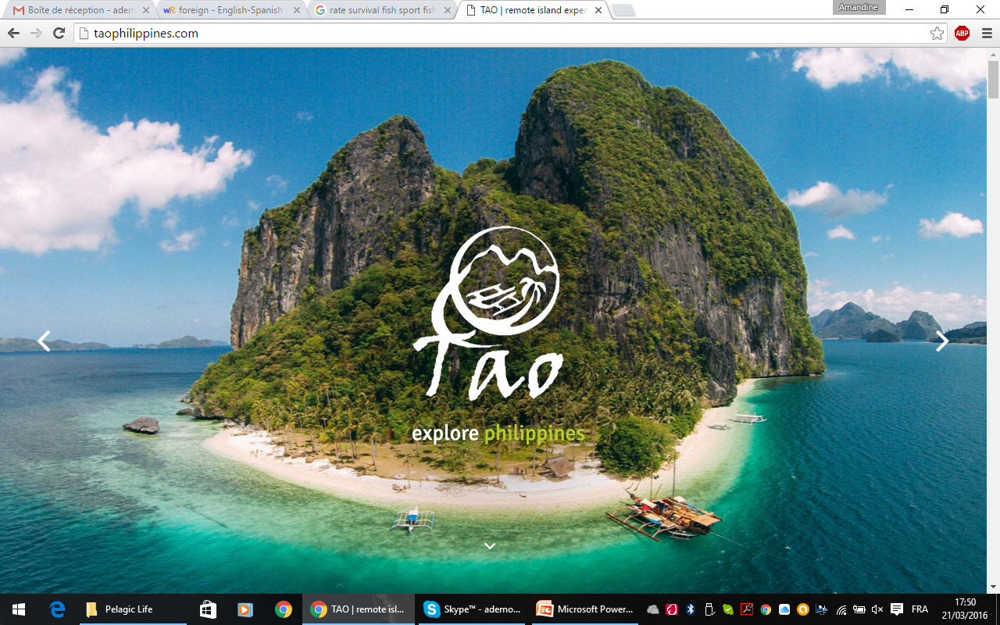 Boîte de réception - adem
foreign - English-Spanish
rate survival fish sport fish
TAO | remote island exper
Amandine
taophilippines.com
ABP
Tao
explore philippines
Pelagic Life
TAO | remote isl...
Skype™ - ademo...
Microsoft Power...
FRA
17:50
21/03/2016